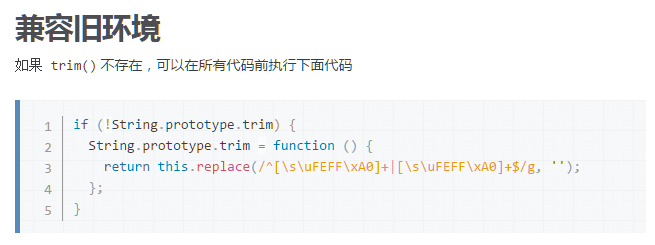 兼容旧环境
如果 trim() 不存在，可以在所有代码前执行下面代码
1 if (!String.prototype.trim) {
2   String.prototype.trim = function () {
3     return this.replace(/^[\s\uFEFF\xA0]+|[\s\uFEFF\xA0]+$/g, '');
4   };
5 }